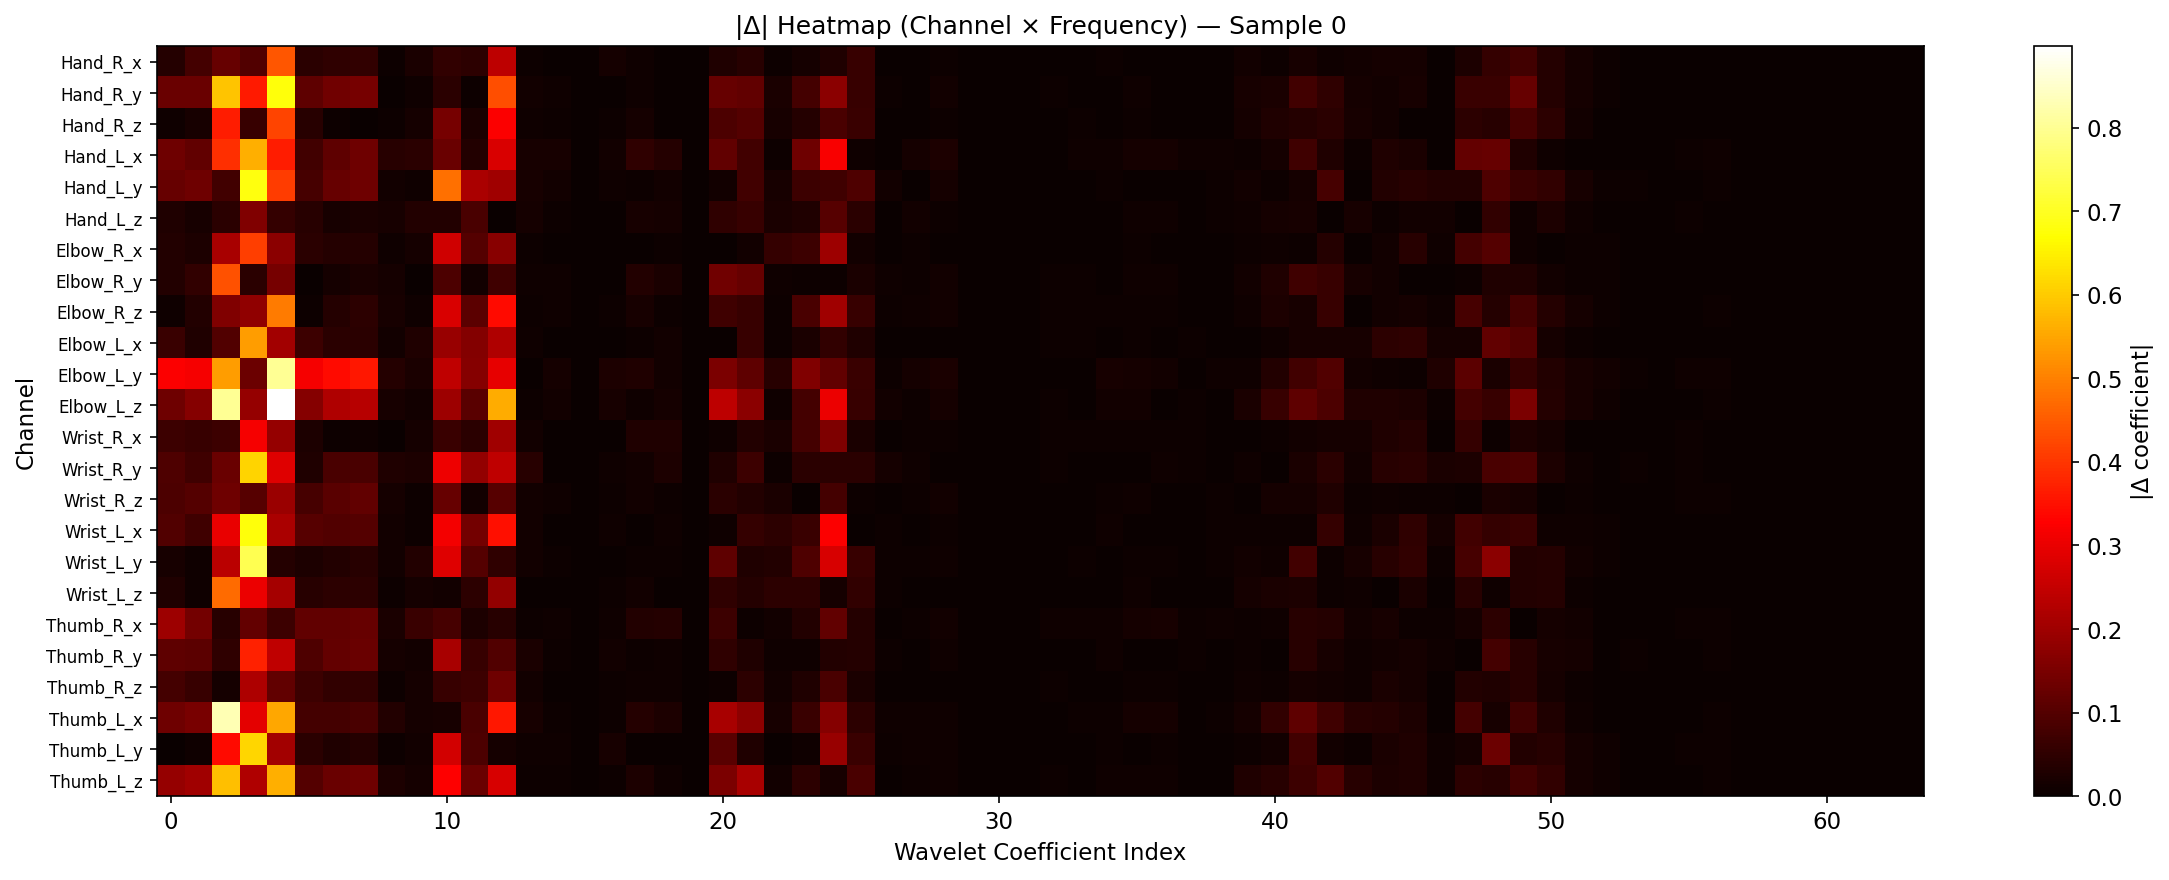 |Δ| Heatmap (Channel × Frequency) — Sample 0
Channel
Hand_R_x
Hand_R_y
Hand_R_z
Hand_L_x
Hand_L_y
Hand_L_z
Elbow_R_x
Elbow_R_y
Elbow_R_z
Elbow_L_x
Elbow_L_y
Elbow_L_z
Wrist_R_x
Wrist_R_y
Wrist_R_z
Wrist_L_x
Wrist_L_y
Wrist_L_z
Thumb_R_x
Thumb_R_y
Thumb_R_z
Thumb_L_x
Thumb_L_y
Thumb_L_z
0 10 20 30 40 50 60
Wavelet Coefficient Index
0.8
0.7
0.6
0.5
0.4
0.3
0.2
0.1
0.0
|Δ coefficient|